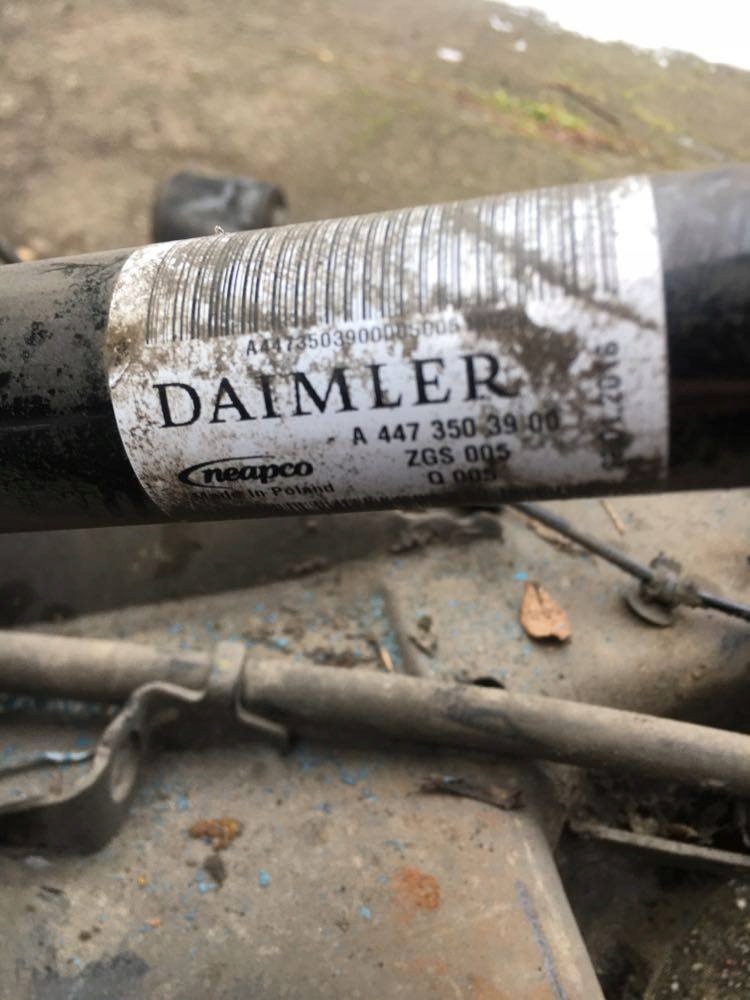 A4473503900005005
DAIMLER
A 447 350 39 00
ZGS 005
Q 005
neapco
Made in Poland